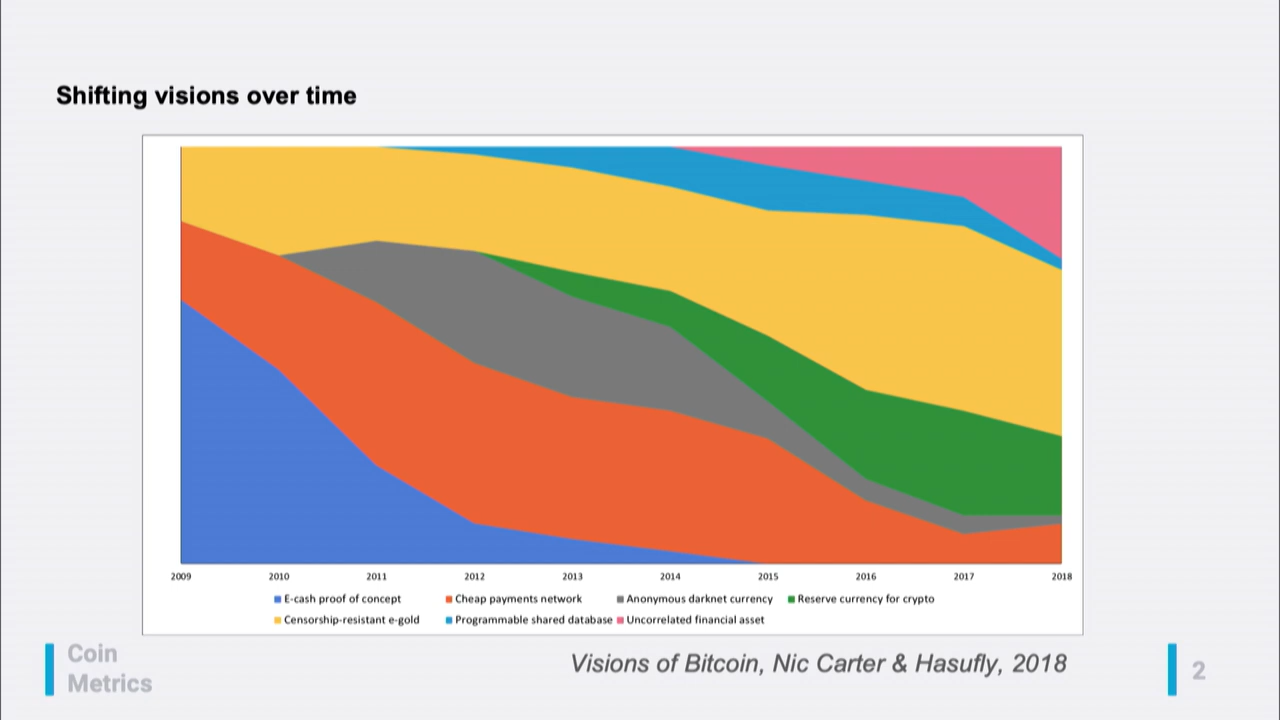 Shifting visions over time
2009 2010 2011 2012 2013 2014 2015 2016 2017 2018
E-cash proof of concept Cheap payments network Anonymous darknet currency Reserve currency for crypto
Censorship-resistant e-gold Programmable shared database Uncorrelated financial asset
Visions of Bitcoin, Nic Carter & Hasufly, 2018
Coin
Metrics
2